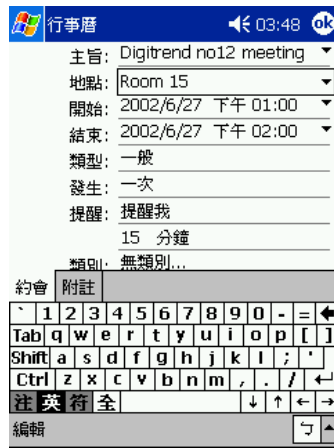 行事曆 03:48 ok
主旨: Digitrend no12 meeting
地點: Room 15
開始: 2002/6/27 下午 01:00
結束: 2002/6/27 下午 02:00
類型: 一般
發生: 一次
提醒: 提醒我
15 分鐘
類別: 無類別...
約會 附註
` 1 2 3 4 5 6 7 8 9 0 - =
Tab q w e r t y u i o p [ ]
Shift a s d f g h j k l ; '
Ctrl z x c v b n m , . /
注 英 符 全 ↓ ↑ ← →
編輯 ㄅ